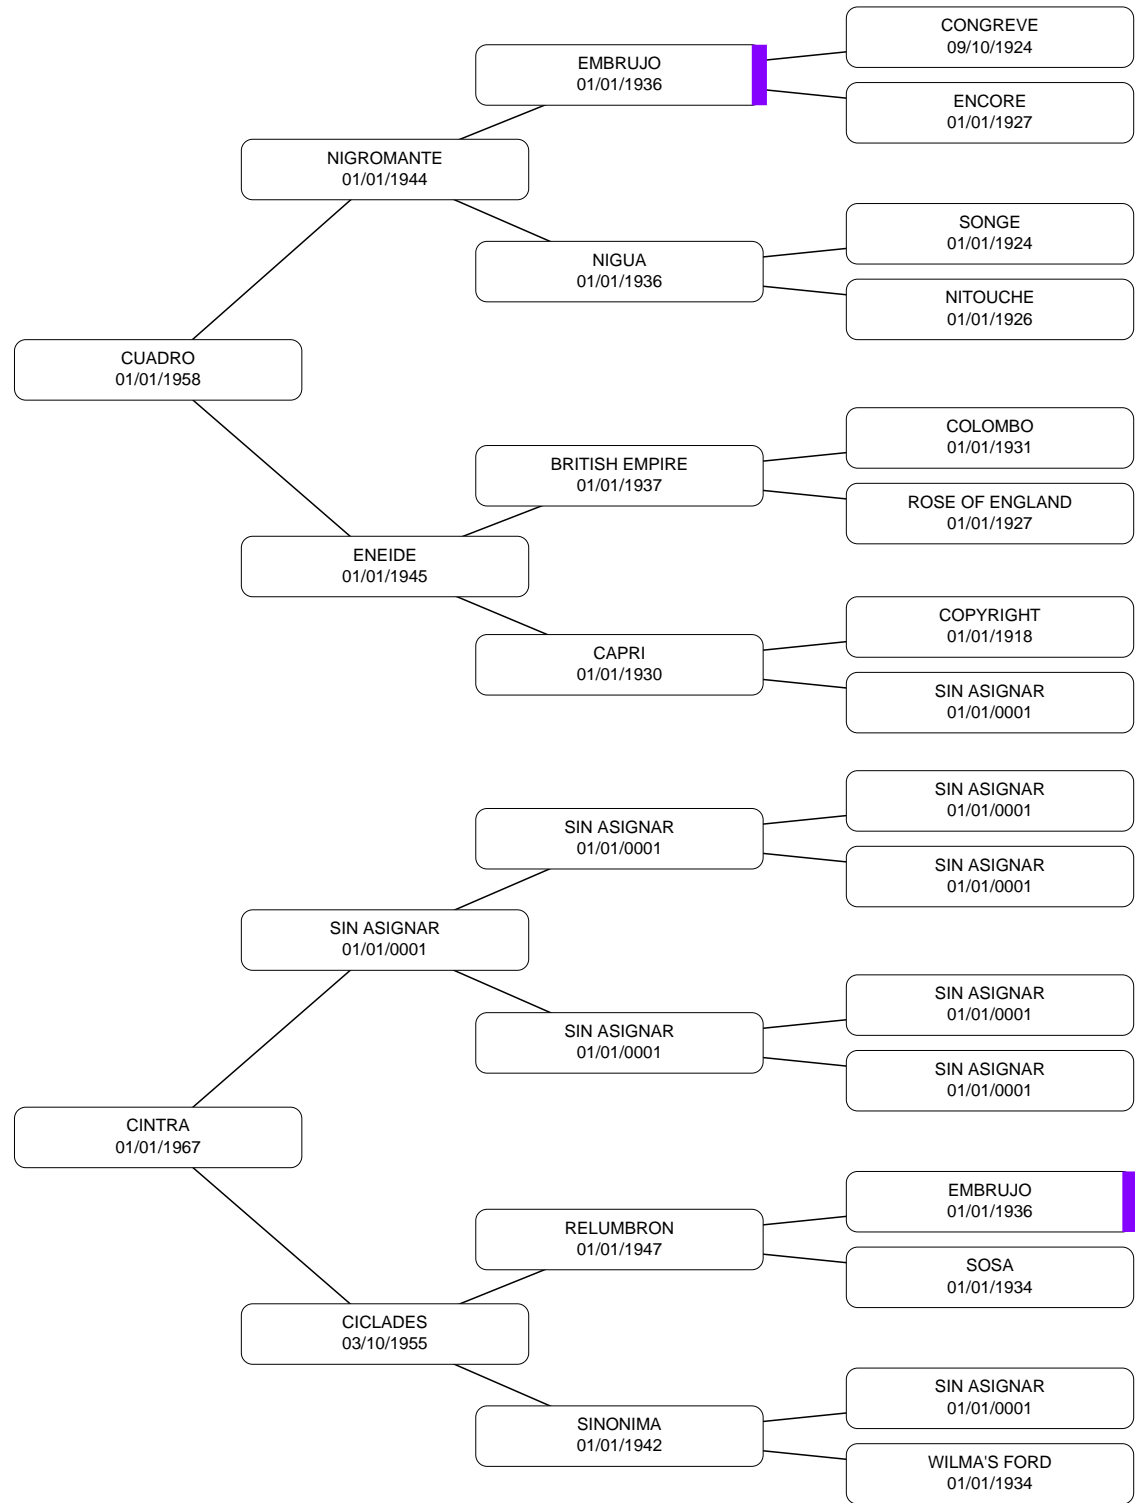 CONGREVE
09/10/1924
EMBRUJO
01/01/1936
ENCORE
01/01/1927
NIGROMANTE
01/01/1944
SONGE
01/01/1924
NIGUA
01/01/1936
NITOUCHE
01/01/1926
CUADRO
01/01/1958
COLOMBO
01/01/1931
BRITISH EMPIRE
01/01/1937
ROSE OF ENGLAND
01/01/1927
ENEIDE
01/01/1945
COPYRIGHT
01/01/1918
CAPRI
01/01/1930
SIN ASIGNAR
01/01/0001
SIN ASIGNAR
01/01/0001
SIN ASIGNAR
01/01/0001
SIN ASIGNAR
01/01/0001
SIN ASIGNAR
01/01/0001
SIN ASIGNAR
01/01/0001
SIN ASIGNAR
01/01/0001
SIN ASIGNAR
01/01/0001
CINTRA
01/01/1967
EMBRUJO
01/01/1936
RELUMBRON
01/01/1947
SOSA
01/01/1934
CICLADES
03/10/1955
SIN ASIGNAR
01/01/0001
SINONIMA
01/01/1942
WILMA'S FORD
01/01/1934